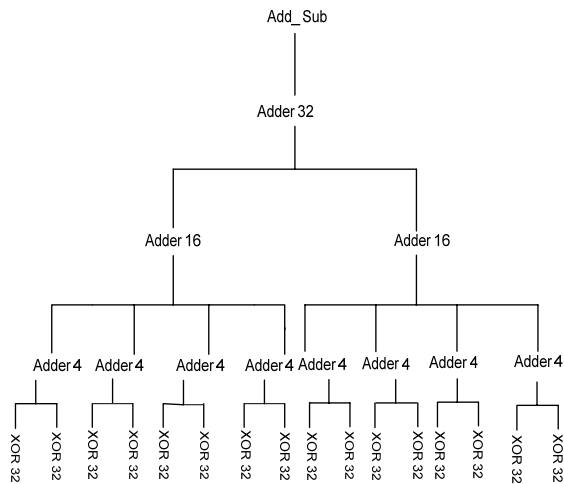 Add_Sub
Adder 32
Adder 16 Adder 16
Adder 4 Adder 4 Adder 4 Adder 4 Adder 4 Adder 4 Adder 4 Adder 4
XOR 32 XOR 32 XOR 32 XOR 32 XOR 32 XOR 32 XOR 32 XOR 32 XOR 32 XOR 32 XOR 32 XOR 32 XOR 32 XOR 32 XOR 32 XOR 32